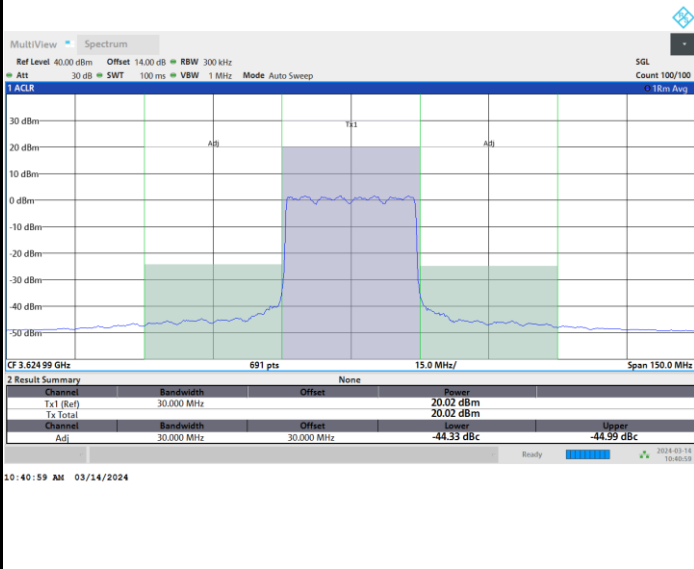 MultiView Spectrum
Ref Level 40.00 dBm Offset 14.00 dB RBW 300 kHz SGL
Att 30 dB SWT 100 ms VBW 1 MHz Mode Auto Sweep Count 100/100
1 ACLR 1Rm Avg
30 dBm
Tx1
20 dBm
Adj Adj
10 dBm
0 dBm
-10 dBm
-20 dBm
-30 dBm
-40 dBm
-50 dBm
CF 3.624 99 GHz 691 pts 15.0 MHz/ Span 150.0 MHz
2 Result Summary None
Channel Bandwidth Offset Power
Tx1 (Ref) 30.000 MHz 20.02 dBm
Tx Total 20.02 dBm
Channel Bandwidth Offset Lower Upper
Adj 30.000 MHz 30.000 MHz -44.33 dBc -44.99 dBc
Ready 2024-03-14
10:40:59
10:40:59 AM 03/14/2024